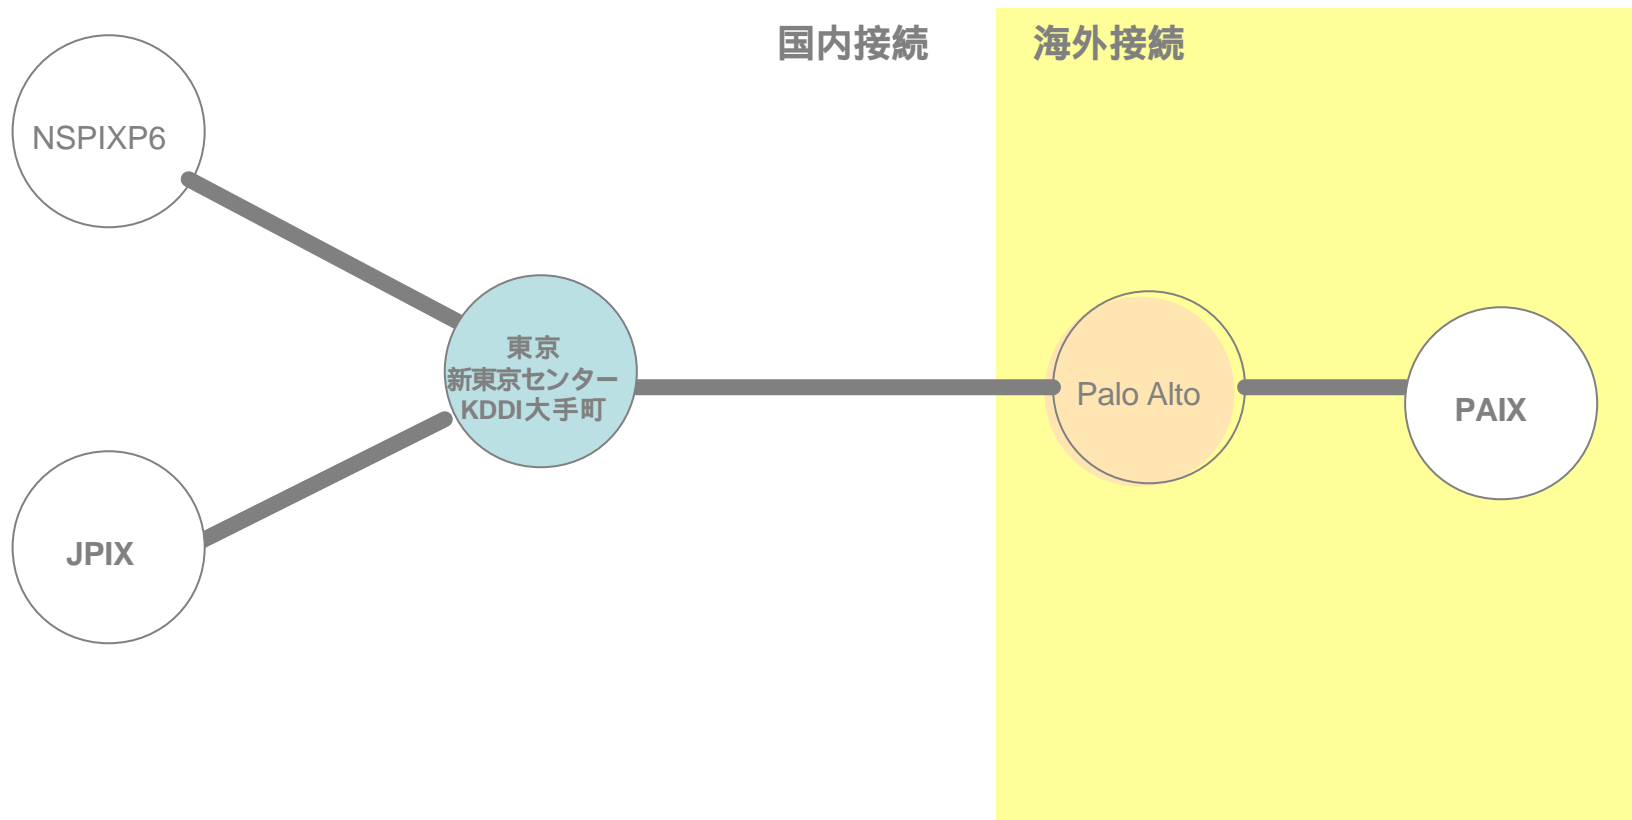 国内接続
海外接続
NSPIXP6
東京
新東京センター
KDDI大手町
Palo Alto
PAIX
JPIX